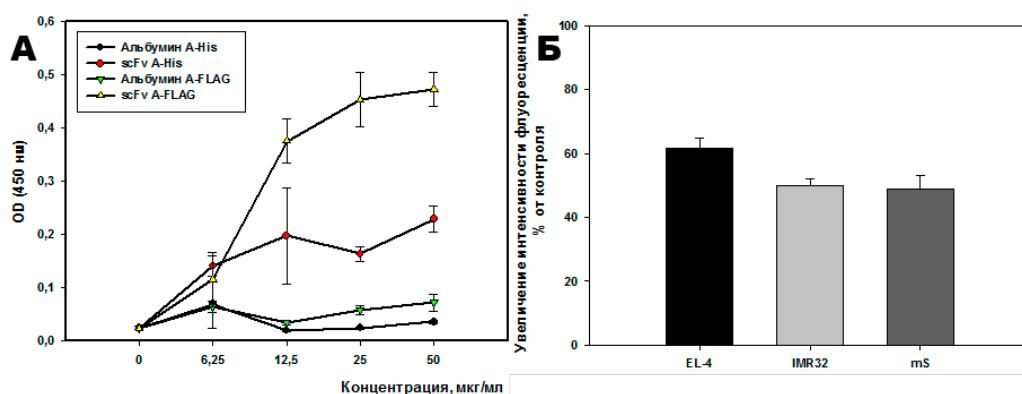 А
0,6
0,5
0,4
0,3
0,2
0,1
0,0
OD (450 нм)
Альбумин A-His
scFv A-His
Альбумин A-FLAG
scFv A-FLAG
0
6,25
12,5
25
50
Концентрация, мкг/мл
Б
Увеличение интенсивности флуоресценции,
% от контроля
100
80
60
40
20
0
EL-4
IMR32
mS